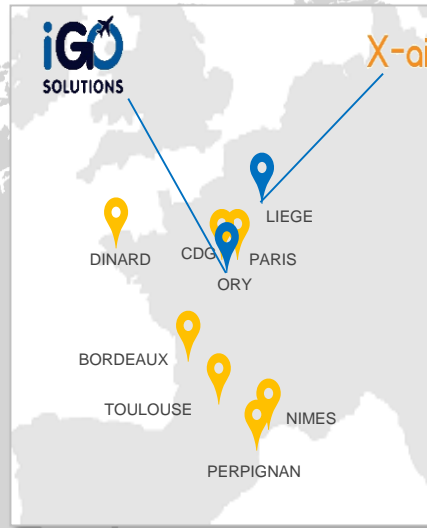 iGO
SOLUTIONS
X-ai
LIEGE
DINARD
CDG
PARIS
ORY
BORDEAUX
TOULOUSE
NIMES
PERPIGNAN